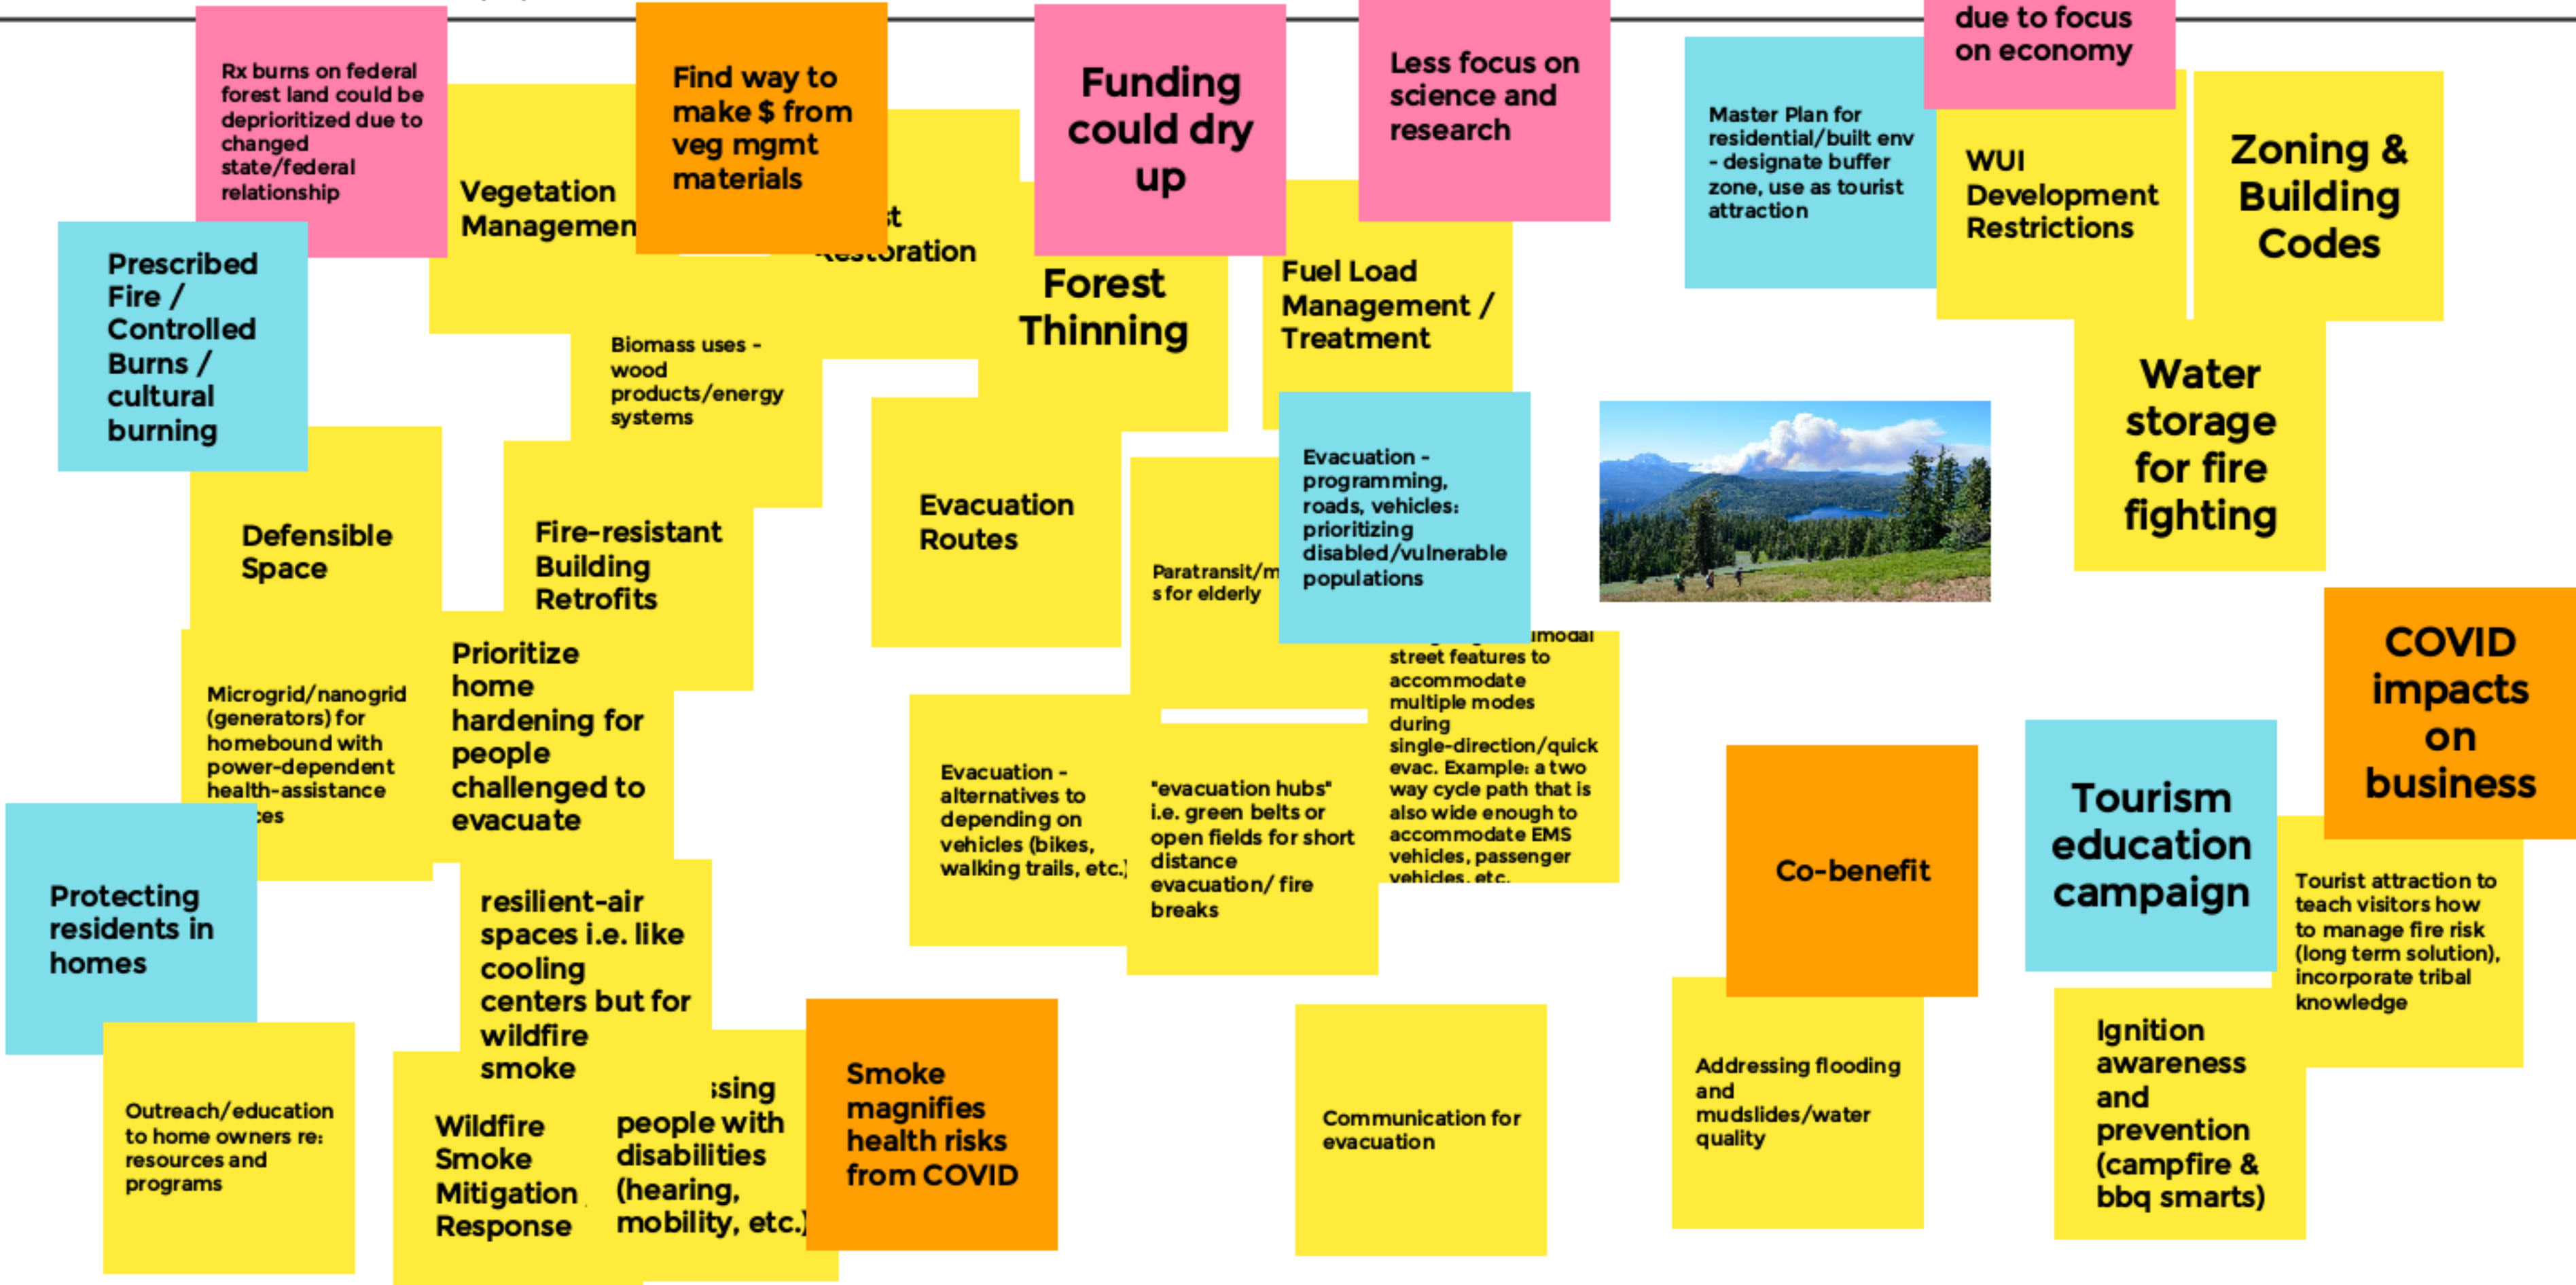 Rx burns on federal
forest land could be
deprioritized due to
changed
state/federal
relationship
Find way to
make $ from
veg mgmt
materials
Funding
could dry
up
Less focus on
science and
research
due to focus
on economy
Master Plan for
residential/built env
- designate buffer
zone, use as tourist
attraction
WUI
Development
Restrictions
Zoning &
Building
Codes
Vegetation
Managemen
Prescribed
Fire /
Controlled
Burns /
cultural
burning
Forest
Thinning
Fuel Load
Management /
Treatment
Biomass uses -
wood
products/energy
systems
Water
storage
for fire
fighting
Defensible
Space
Fire-resistant
Building
Retrofits
Evacuation
Routes
Paratransit/m
s for elderly
Evacuation -
programming,
roads, vehicles:
prioritizing
disabled/vulnerable
populations
street features to
accommodate
multiple modes
during
single-direction/quick
evac. Example: a two
way cycle path that is
also wide enough to
accommodate EMS
vehicles, passenger
vehicles, etc.
COVID
impacts
on
business
Microgrid/nanogrid
(generators) for
homebound with
power-dependent
health-assistance
Prioritize
home
hardening for
people
challenged to
evacuate
Evacuation -
alternatives to
depending on
vehicles (bikes,
walking trails, etc.)
"evacuation hubs"
i.e. green belts or
open fields for short
distance
evacuation/ fire
breaks
Co-benefit
Tourism
education
campaign
Tourist attraction to
teach visitors how
to manage fire risk
(long term solution),
incorporate tribal
knowledge
Protecting
residents in
homes
resilient-air
spaces i.e. like
cooling
centers but for
wildfire
smoke
Outreach/education
to home owners re:
resources and
programs
Wildfire
Smoke
Mitigation
Response
people with
disabilities
(hearing,
mobility, etc.)
Smoke
magnifies
health risks
from COVID
Communication for
evacuation
Addressing flooding
and
mudslides/water
quality
Ignition
awareness
and
prevention
(campfire &
bbq smarts)